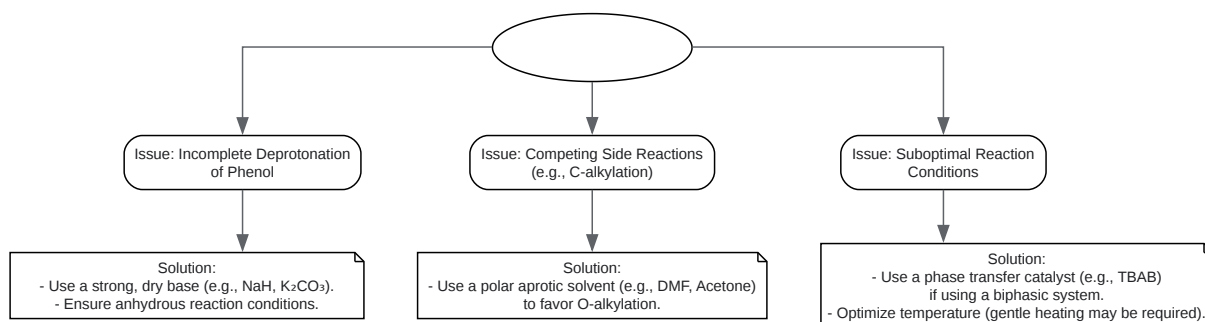 Issue: Incomplete Deprotonation
of Phenol
Issue: Competing Side Reactions
(e.g., C-alkylation)
Issue: Suboptimal Reaction
Conditions
Solution:
- Use a strong, dry base (e.g., NaH, K₂CO₃).
- Ensure anhydrous reaction conditions.
Solution:
- Use a polar aprotic solvent (e.g., DMF, Acetone)
to favor O-alkylation.
Solution:
- Use a phase transfer catalyst (e.g., TBAB)
if using a biphasic system.
- Optimize temperature (gentle heating may be required).